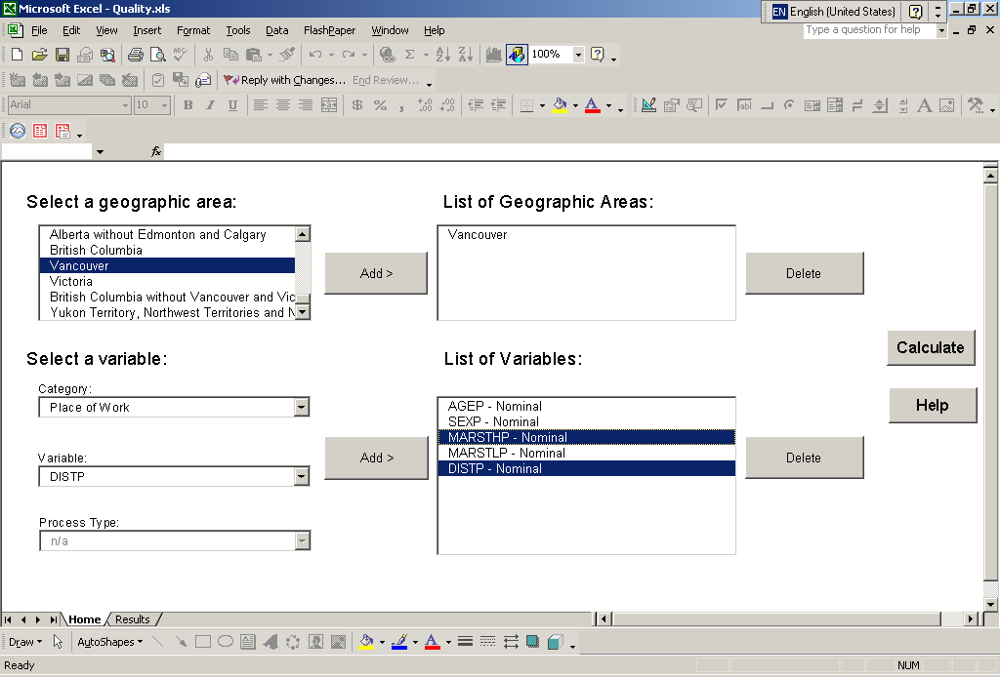 Microsoft Excel - Quality.xls
EN English (United States)
File Edit View Insert Format Tools Data FlashPaper Window Help
Type a question for help
100%
Reply with Changes... End Review...
Arial 10 B I U
fx
Select a geographic area:
List of Geographic Areas:
Alberta without Edmonton and Calgary
British Columbia
Vancouver
Victoria
British Columbia without Vancouver and Vic
Yukon Territory, Northwest Territories and N
Add >
Vancouver
Delete
Calculate
Help
Select a variable:
List of Variables:
Category:
Place of Work
Variable:
DISTP
Process Type:
n/a
Add >
AGEP - Nominal
SEXP - Nominal
MARSTHP - Nominal
MARSTLP - Nominal
DISTP - Nominal
Delete
Home Results
Draw AutoShapes
Ready
NUM